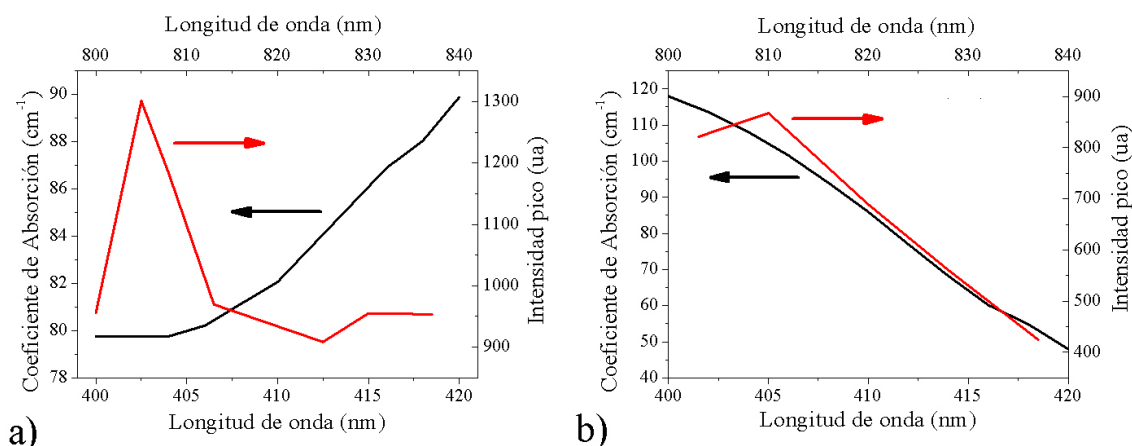 Longitud de onda (nm)
800 810 820 830 840
Coeficiente de Absorción (cm⁻¹)
90
88
86
84
82
80
78
1300
1200
1100
1000
900
Intensidad pico (ua)
400 405 410 415 420
Longitud de onda (nm)
a)
Longitud de onda (nm)
800 810 820 830 840
Coeficiente de Absorción (cm⁻¹)
120
110
100
90
80
70
60
50
40
900
800
700
600
500
400
Intensidad pico (ua)
400 405 410 415 420
Longitud de onda (nm)
b)